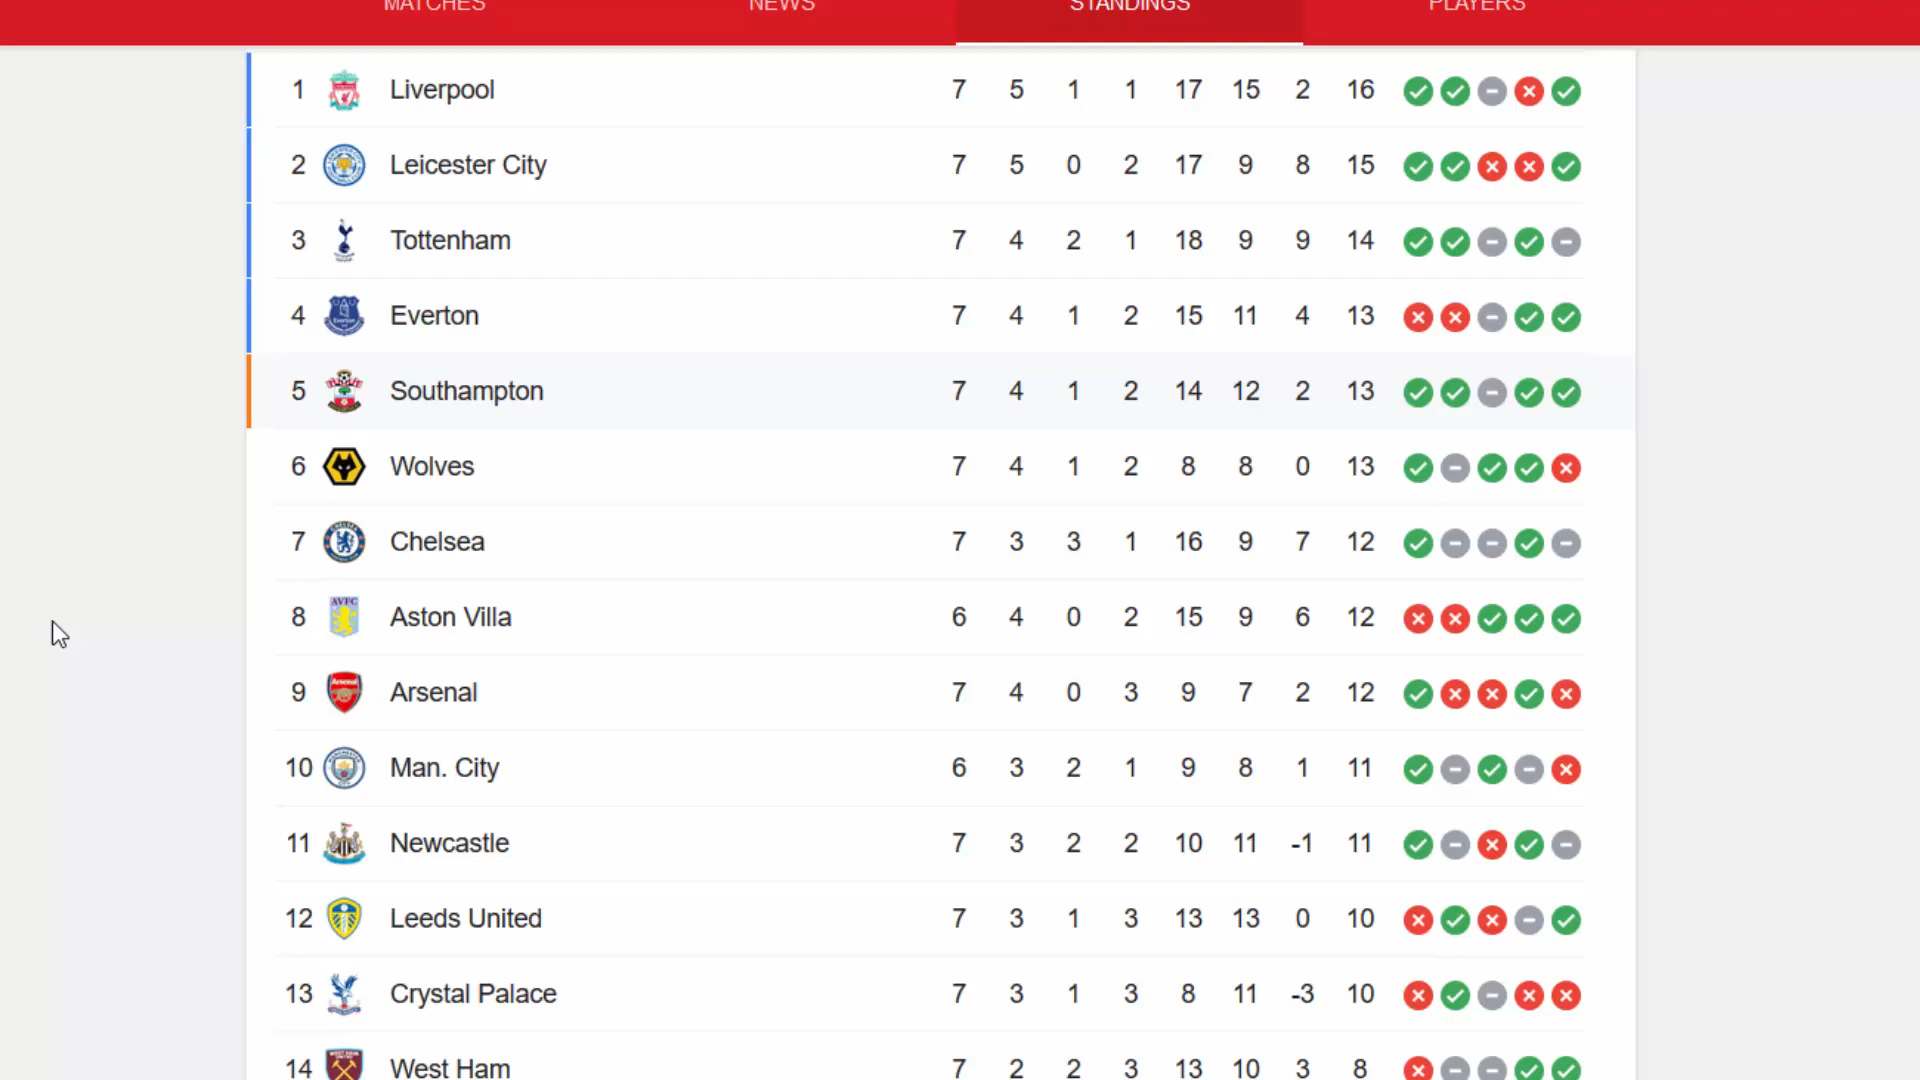 MATCHES NEWS STANDINGS PLAYERS
1 Liverpool 7 5 1 1 17 15 2 16
2 Leicester City 7 5 0 2 17 9 8 15
3 Tottenham 7 4 2 1 18 9 9 14
4 Everton 7 4 1 2 15 11 4 13
5 Southampton 7 4 1 2 14 12 2 13
6 Wolves 7 4 1 2 8 8 0 13
7 Chelsea 7 3 3 1 16 9 7 12
8 AVFC Aston Villa 6 4 0 2 15 9 6 12
9 Arsenal Arsenal 7 4 0 3 9 7 2 12
10 Man. City 6 3 2 1 9 8 1 11
11 Newcastle 7 3 2 2 10 11 -1 11
12 Leeds United 7 3 1 3 13 13 0 10
13 Crystal Palace 7 3 1 3 8 11 -3 10
14 West Ham 7 2 2 3 13 10 3 8